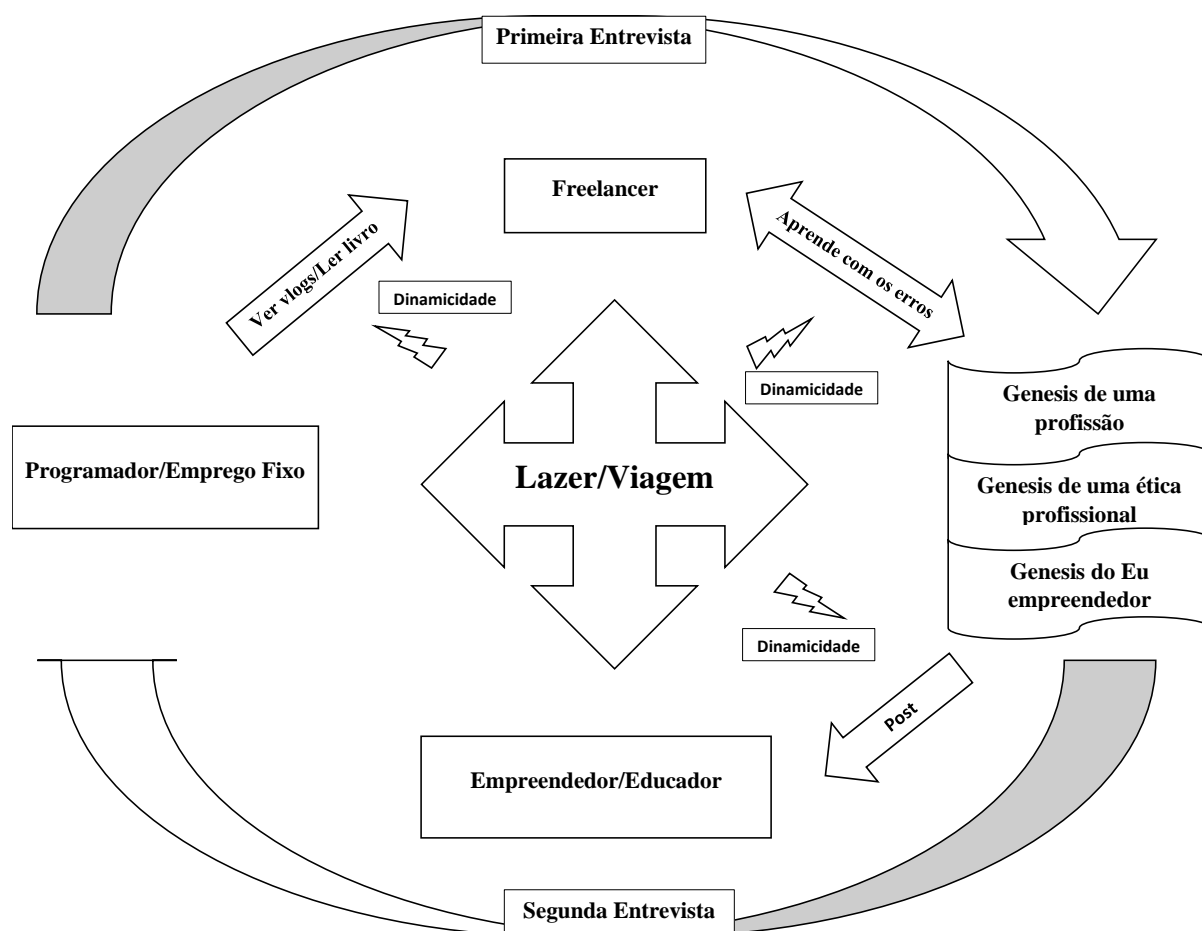 Primeira Entrevista
Freelancer
Ver vlogs/Ler livro
Aprende com os erros
Dinamicidade
Dinamicidade
Genesis de uma
profissão
Programador/Emprego Fixo
Lazer/Viagem
Genesis de uma ética
profissional
Genesis do Eu
empreendedor
Dinamicidade
Post
Empreendedor/Educador
Segunda Entrevista